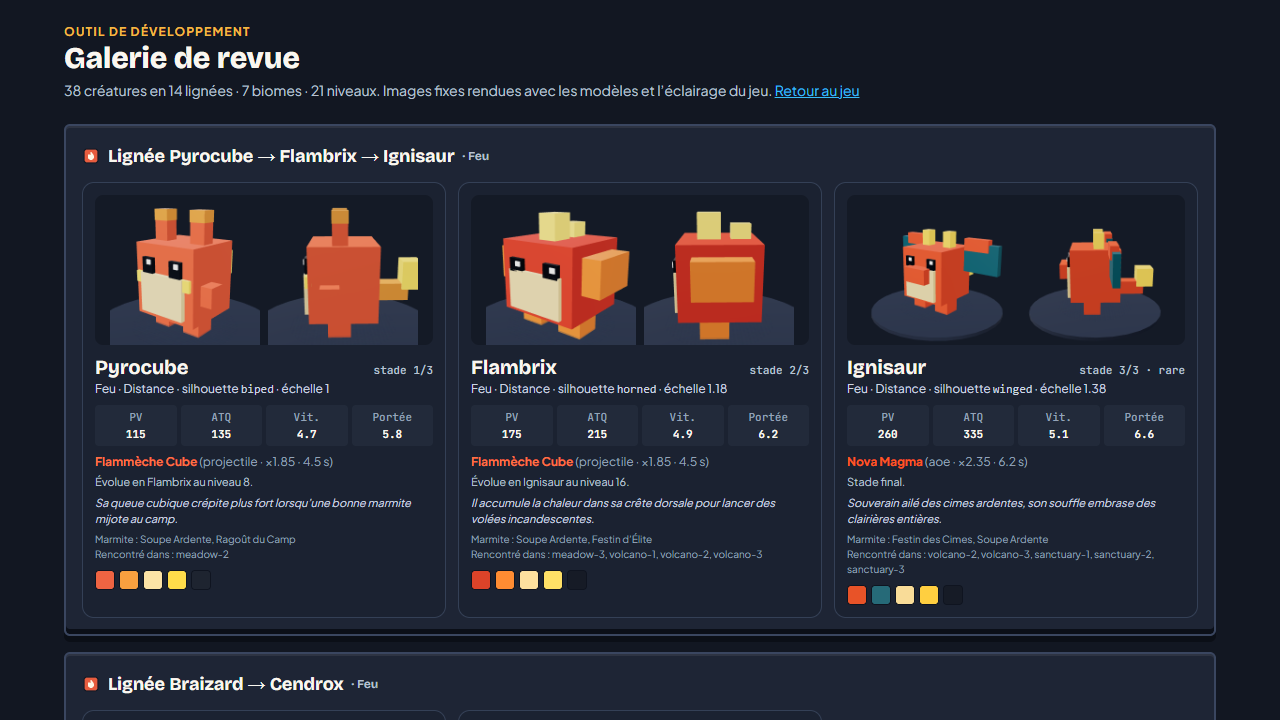 OUTIL DE DÉVELOPPEMENT
Galerie de revue
38 créatures en 14 lignées · 7 biomes · 21 niveaux. Images fixes rendues avec les modèles et l'éclairage du jeu. Retour au jeu
Lignée Pyrocube → Flambrix → Ignisaur · Feu
Pyrocube stade 1/3
Feu · Distance · silhouette biped · échelle 1
PV ATQ Vit. Portée
115 135 4.7 5.8
Flammèche Cube (projectile · ×1.85 · 4.5 s)
Évolue en Flambrix au niveau 8.
Sa queue cubique crépite plus fort lorsqu'une bonne marmite
mijote au camp.
Marmite : Soupe Ardente, Ragoût du Camp
Rencontré dans : meadow-2
Flambrix stade 2/3
Feu · Distance · silhouette horned · échelle 1.18
PV ATQ Vit. Portée
175 215 4.9 6.2
Flammèche Cube (projectile · ×1.85 · 4.5 s)
Évolue en Ignisaur au niveau 16.
Il accumule la chaleur dans sa crête dorsale pour lancer des
volées incandescentes.
Marmite : Soupe Ardente, Festin d'Élite
Rencontré dans : meadow-3, volcano-1, volcano-2, volcano-3
Ignisaur stade 3/3 · rare
Feu · Distance · silhouette winged · échelle 1.38
PV ATQ Vit. Portée
260 335 5.1 6.6
Nova Magma (aoe · ×2.35 · 6.2 s)
Stade final.
Souverain ailé des cimes ardentes, son souffle embrase des
clairières entières.
Marmite : Festin des Cimes, Soupe Ardente
Rencontré dans : volcano-2, volcano-3, sanctuary-1, sanctuary-2,
sanctuary-3
Lignée Braizard → Cendrox · Feu